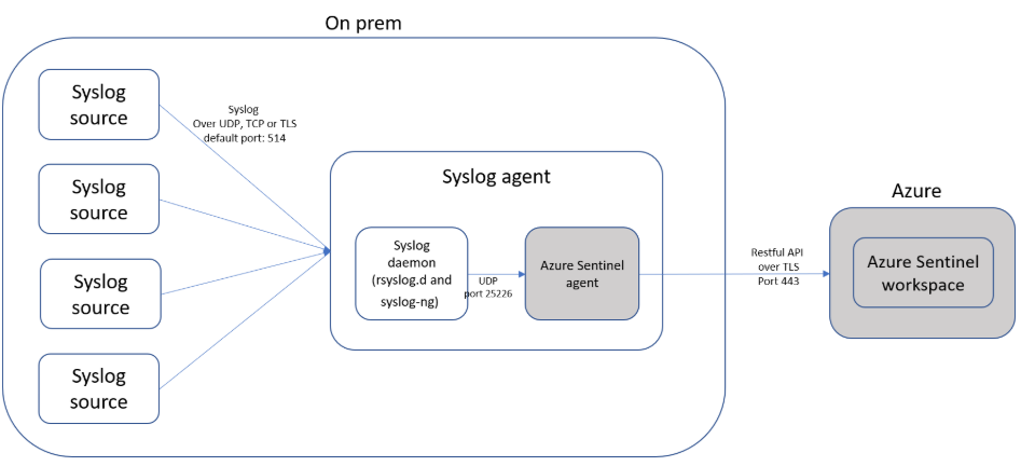 On prem
Syslog
source
Syslog
Over UDP, TCP or TLS
default port: 514
Syslog
source
Syslog
source
Syslog
source
Syslog agent
Syslog
daemon
(rsyslog.d and
syslog-ng)
UDP
port 25226
Azure Sentinel
agent
Restful API
over TLS
Port 443
Azure
Azure Sentinel
workspace